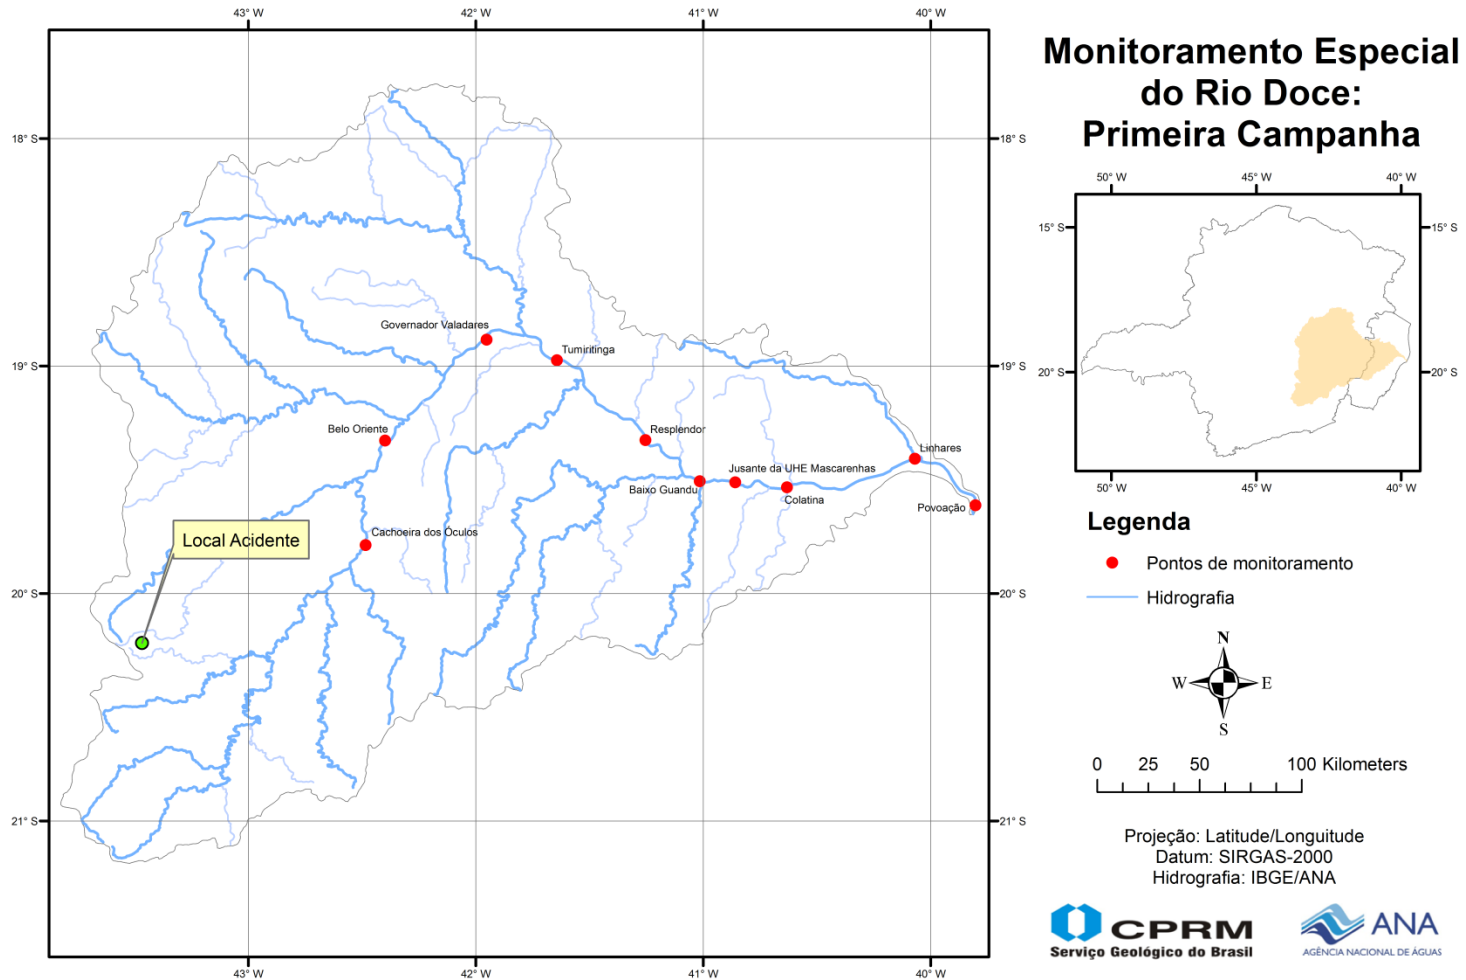 43° W 42° W 41° W 40° W
Monitoramento Especial
do Rio Doce:
Primeira Campanha
18° S 18° S
50° W 45° W 40° W
15° S 15° S
Governador Valadares
Tumiritinga
19° S 19° S
20° S 20° S
Belo Oriente
Resplendor
Linhares
Jusante da UHE Mascarenhas
Baixo Guandu
Colatina
50° W 45° W 40° W
Povoação
Legenda
Cachoeira dos Óculos
Local Acidente
Pontos de monitoramento
20° S 20° S
Hidrografia
N
W E
S
0 25 50 100 Kilometers
21° S 21° S
Projeção: Latitude/Longuitude
Datum: SIRGAS-2000
Hidrografia: IBGE/ANA
CPRM
Serviço Geológico do Brasil
ANA
AGÊNCIA NACIONAL DE ÁGUAS
43° W 42° W 41° W 40° W